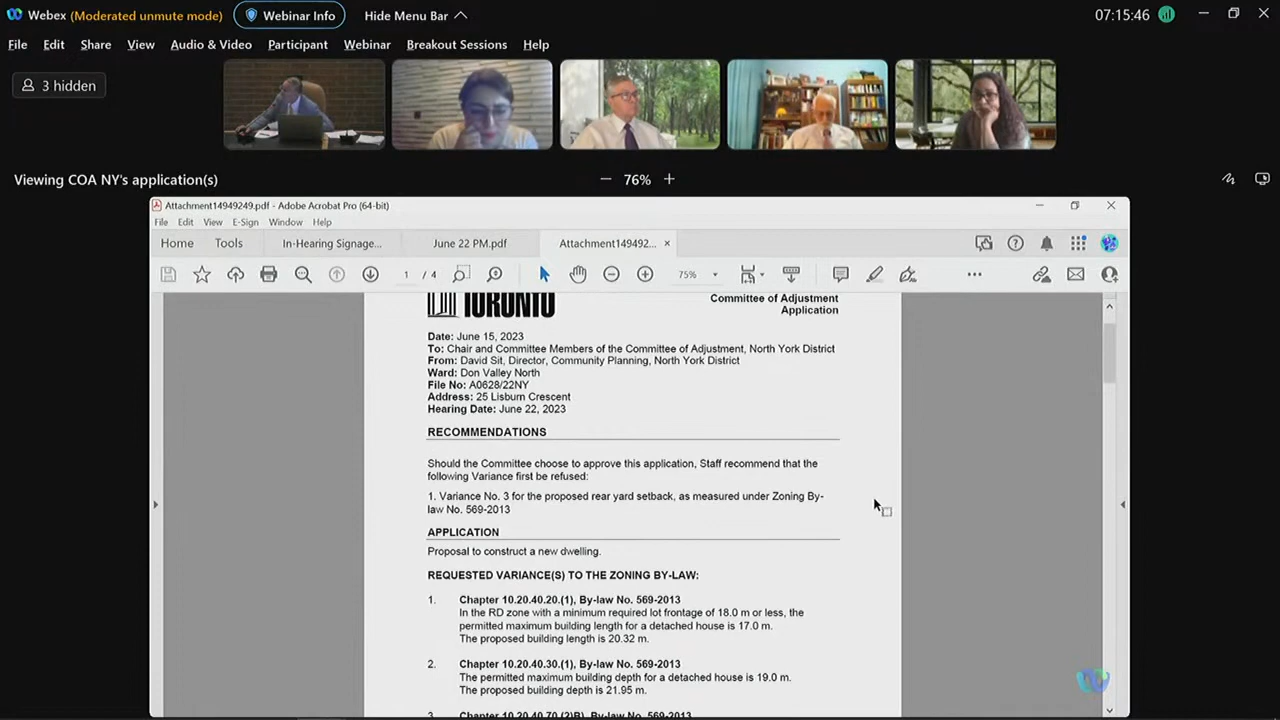 Webex (Moderated unmute mode) Webinar Info Hide Menu Bar 07:15:46
File Edit Share View Audio & Video Participant Webinar Breakout Sessions Help
3 hidden
Viewing COA NY's application(s) 76%
Attachment14949249.pdf - Adobe Acrobat Pro (64-bit)
File Edit View E-Sign Window Help
Home Tools In-Hearing Signage... June 22 PM.pdf Attachment149492...
1 / 4 75%
TORONTO
Committee of Adjustment
Application
Date: June 15, 2023
To: Chair and Committee Members of the Committee of Adjustment, North York District
From: David Sit, Director, Community Planning, North York District
Ward: Don Valley North
File No: A0628/22NY
Address: 25 Lisburn Crescent
Hearing Date: June 22, 2023
RECOMMENDATIONS
Should the Committee choose to approve this application, Staff recommend that the
following Variance first be refused:
1. Variance No. 3 for the proposed rear yard setback, as measured under Zoning By-
law No. 569-2013
APPLICATION
Proposal to construct a new dwelling.
REQUESTED VARIANCE(S) TO THE ZONING BY-LAW:
1. Chapter 10.20.40.20.(1), By-law No. 569-2013
In the RD zone with a minimum required lot frontage of 18.0 m or less, the
permitted maximum building length for a detached house is 17.0 m.
The proposed building length is 20.32 m.
2. Chapter 10.20.40.30.(1), By-law No. 569-2013
The permitted maximum building depth for a detached house is 19.0 m.
The proposed building depth is 21.95 m.
3. Chapter 10.20.40.70.(2)(B), By-law No. 569-2013